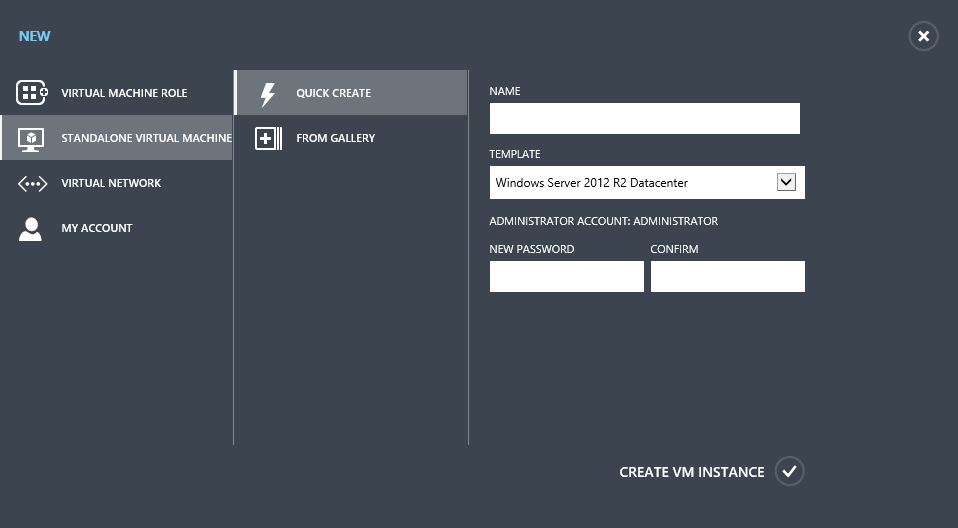 NEW
VIRTUAL MACHINE ROLE
STANDALONE VIRTUAL MACHINE
VIRTUAL NETWORK
MY ACCOUNT
QUICK CREATE
FROM GALLERY
NAME
TEMPLATE
Windows Server 2012 R2 Datacenter
ADMINISTRATOR ACCOUNT: ADMINISTRATOR
NEW PASSWORD
CONFIRM
CREATE VM INSTANCE